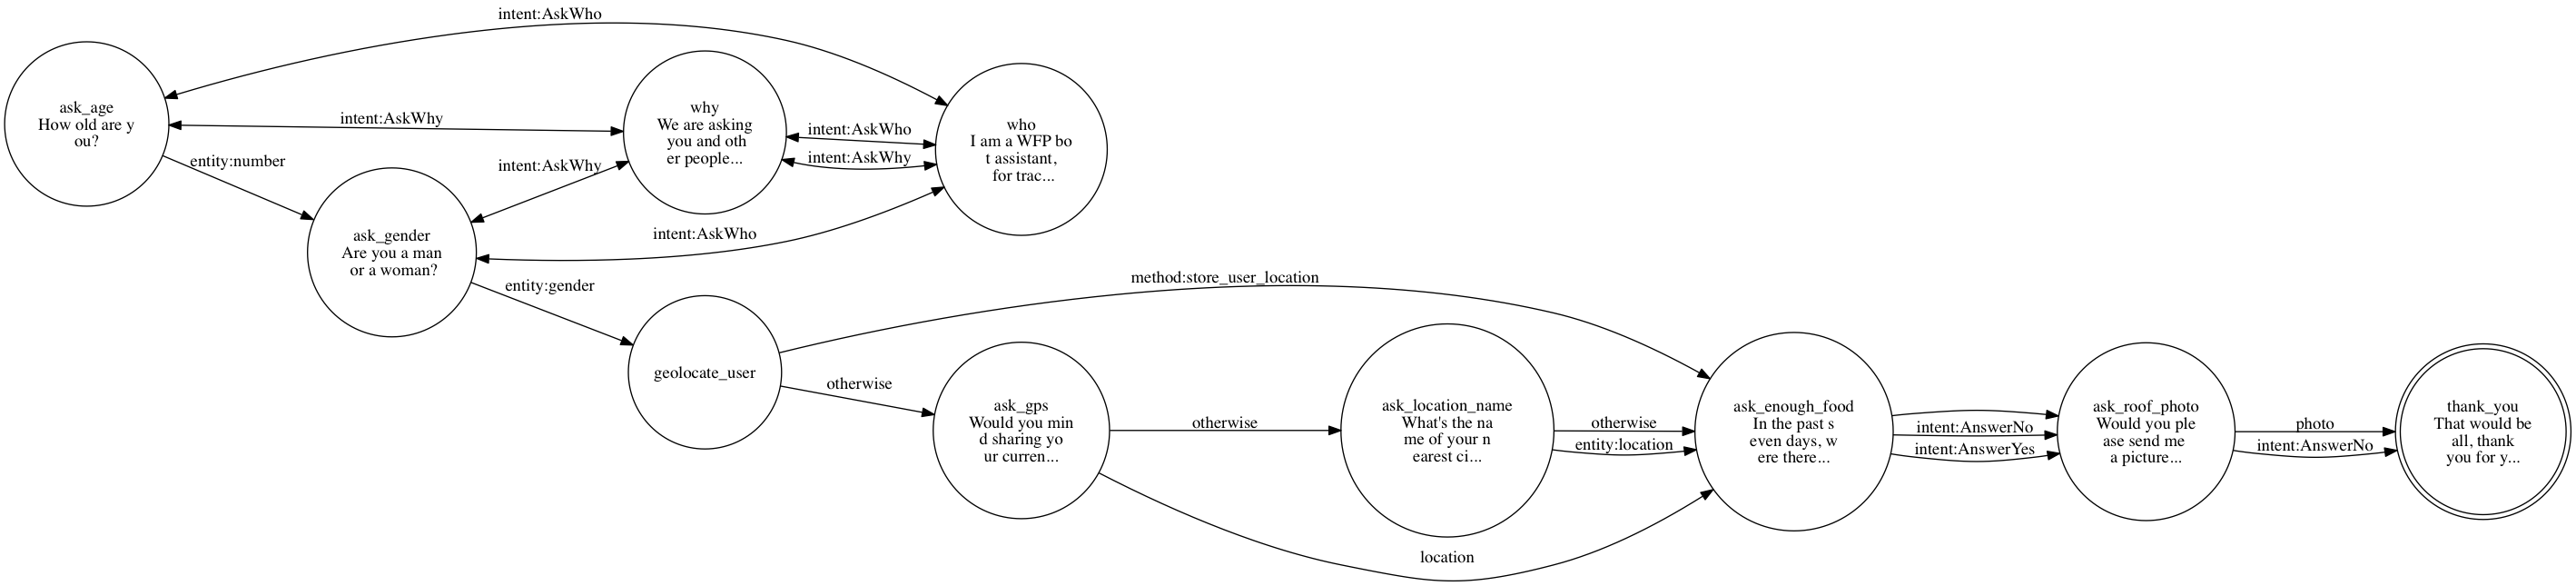 intent:AskWho
ask_age
How old are y
ou?
intent:AskWhy
entity:number
why
We are asking
you and oth
er people...
intent:AskWho
intent:AskWhy
who
I am a WFP bo
t assistant,
for trac...
intent:AskWhy
ask_gender
Are you a man
or a woman?
intent:AskWho
entity:gender
geolocate_user
method:store_user_location
otherwise
ask_gps
Would you min
d sharing yo
ur curren...
otherwise
location
ask_location_name
What's the na
me of your n
earest ci...
otherwise
entity:location
ask_enough_food
In the past s
even days, w
ere there...
intent:AnswerNo
intent:AnswerYes
ask_roof_photo
Would you ple
ase send me
a picture...
photo
intent:AnswerNo
thank_you
That would be
all, thank
you for y...